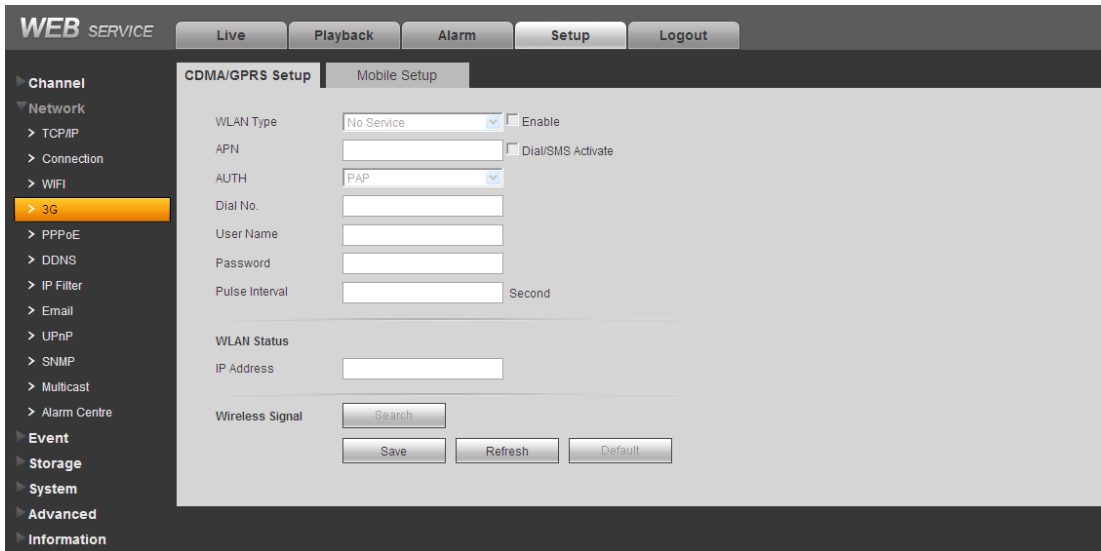 WEB SERVICE
Live Playback Alarm Setup Logout
CDMA/GPRS Setup Mobile Setup
Channel
Network
> TCP/IP
> Connection
> WIFI
> 3G
> PPPoE
> DDNS
> IP Filter
> Email
> UPnP
> SNMP
> Multicast
> Alarm Centre
Event
Storage
System
Advanced
Information
WLAN Type No Service Enable
APN Dial/SMS Activate
AUTH PAP
Dial No.
User Name
Password
Pulse Interval Second
WLAN Status
IP Address
Wireless Signal Search
Save Refresh Default